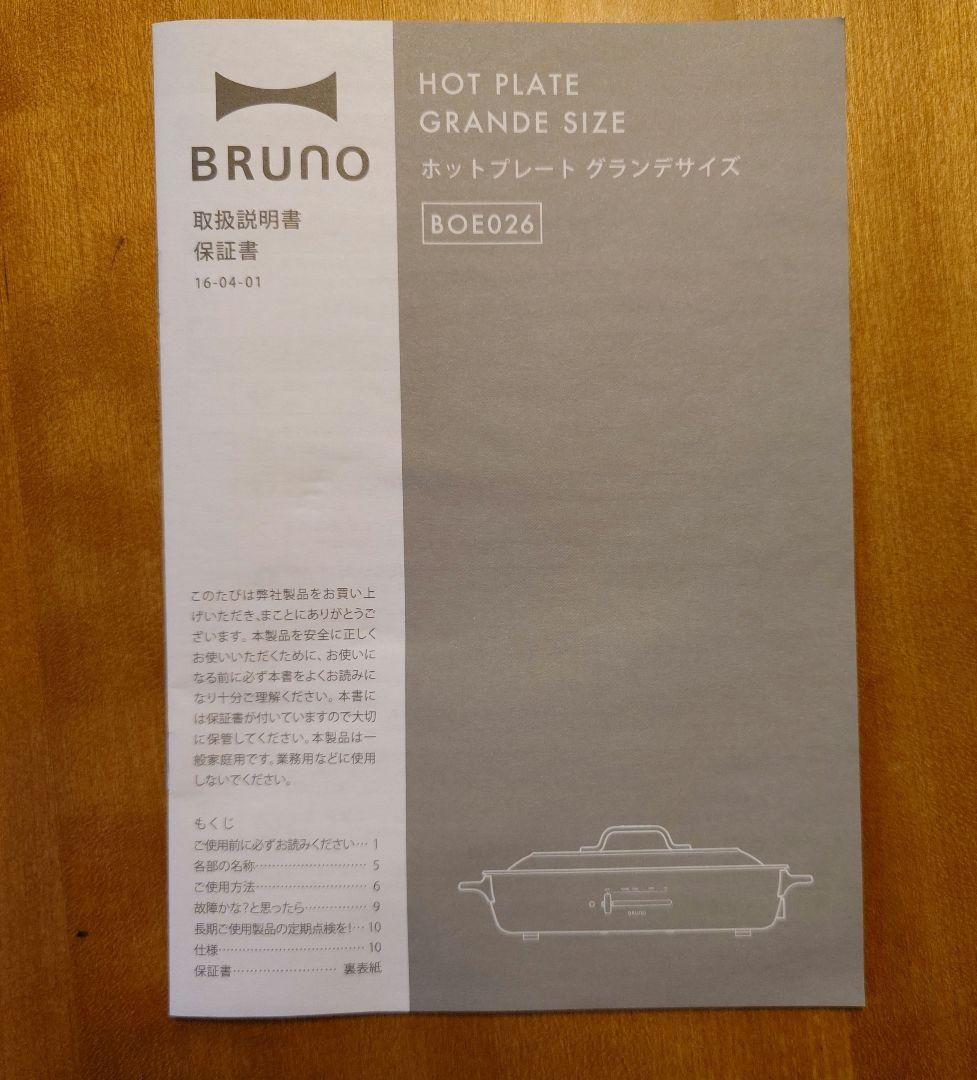 BRUNO
取扱説明書
保証書
16-04-01
HOT PLATE
GRANDE SIZE
ホットプレート グランデサイズ
BOE026
このたびは弊社製品をお買い上
げいただき、まことにありがとうご
ざいます。本製品を安全に正しく
お使いいただくために、お使いに
なる前に必ず本書をよくお読みに
なり十分ご理解ください。本書に
は保証書が付いていますので大切
に保管してください。本製品は一
般家庭用です。業務用などに使用
しないでください。
もくじ
ご使用前に必ずお読みください… 1
各部の名称……………………… 5
ご使用方法……………………… 6
故障かな?と思ったら…………… 9
長期ご使用製品の定期点検を!… 10
仕様……………………………… 10
保証書…………………… 裏表紙
BRUNO